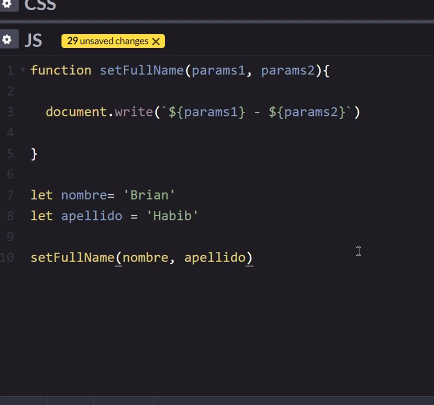 CSS
JS 29 unsaved changes ✕
1 function setFullName(params1, params2){
2
3 document.write(`${params1} - ${params2}`)
4
5 }
6
7 let nombre= 'Brian'
8 let apellido = 'Habib'
9
10 setFullName(nombre, apellido)